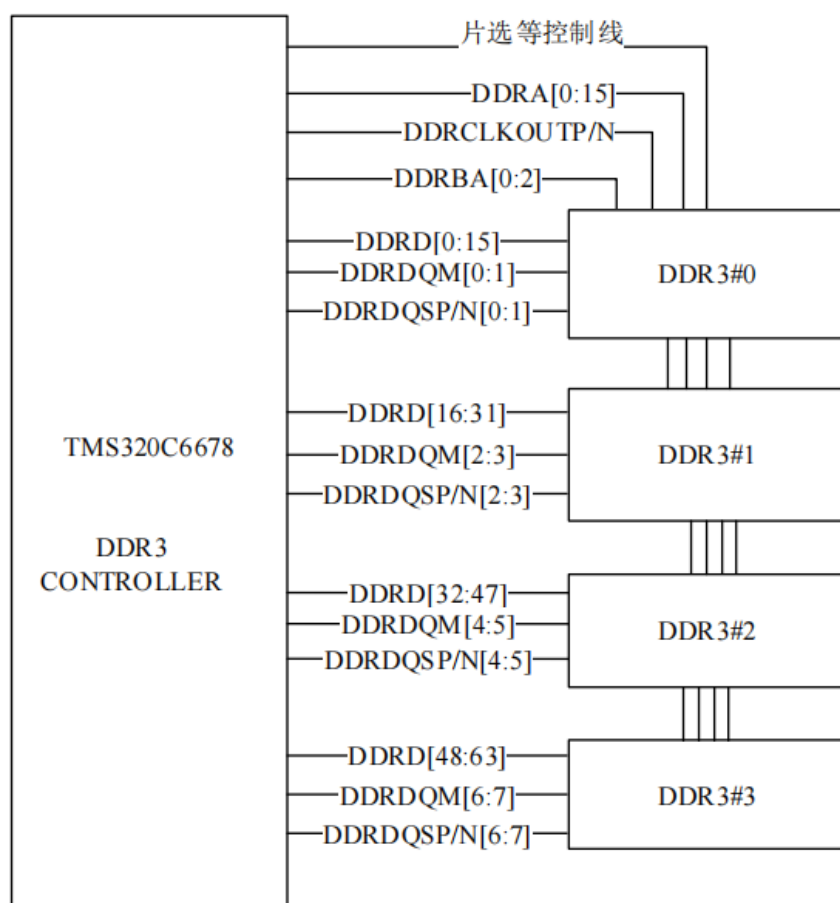 片选等控制线
DDRA[0:15]
DDRCLKOUTP/N
DDRBA[0:2]
DDRD[0:15]
DDRDQM[0:1]
DDRDQSP/N[0:1]
DDR3#0
DDRD[16:31]
DDRDQM[2:3]
DDRDQSP/N[2:3]
DDR3#1
TMS320C6678
DDR3
CONTROLLER
DDRD[32:47]
DDRDQM[4:5]
DDRDQSP/N[4:5]
DDR3#2
DDRD[48:63]
DDRDQM[6:7]
DDRDQSP/N[6:7]
DDR3#3